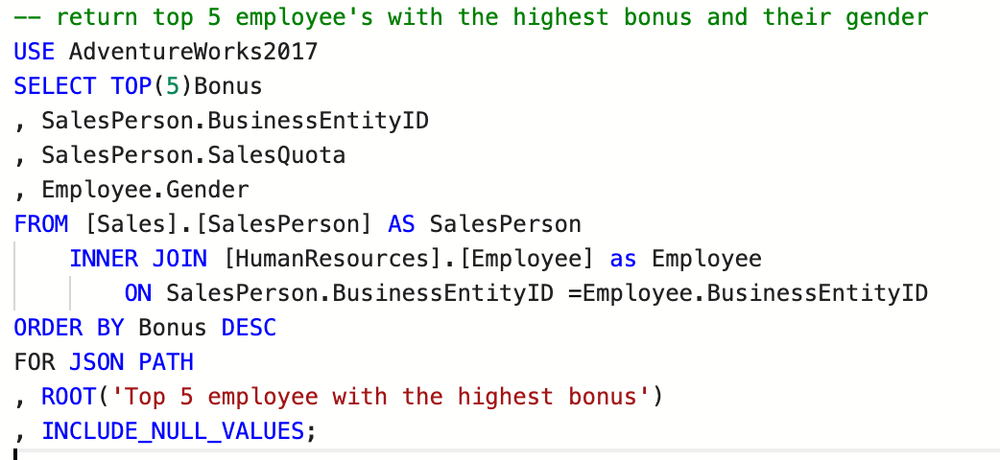 -- return top 5 employee's with the highest bonus and their gender
USE AdventureWorks2017
SELECT TOP(5)Bonus
, SalesPerson.BusinessEntityID
, SalesPerson.SalesQuota
, Employee.Gender
FROM [Sales].[SalesPerson] AS SalesPerson
INNER JOIN [HumanResources].[Employee] as Employee
ON SalesPerson.BusinessEntityID =Employee.BusinessEntityID
ORDER BY Bonus DESC
FOR JSON PATH
, ROOT('Top 5 employee with the highest bonus')
, INCLUDE_NULL_VALUES;